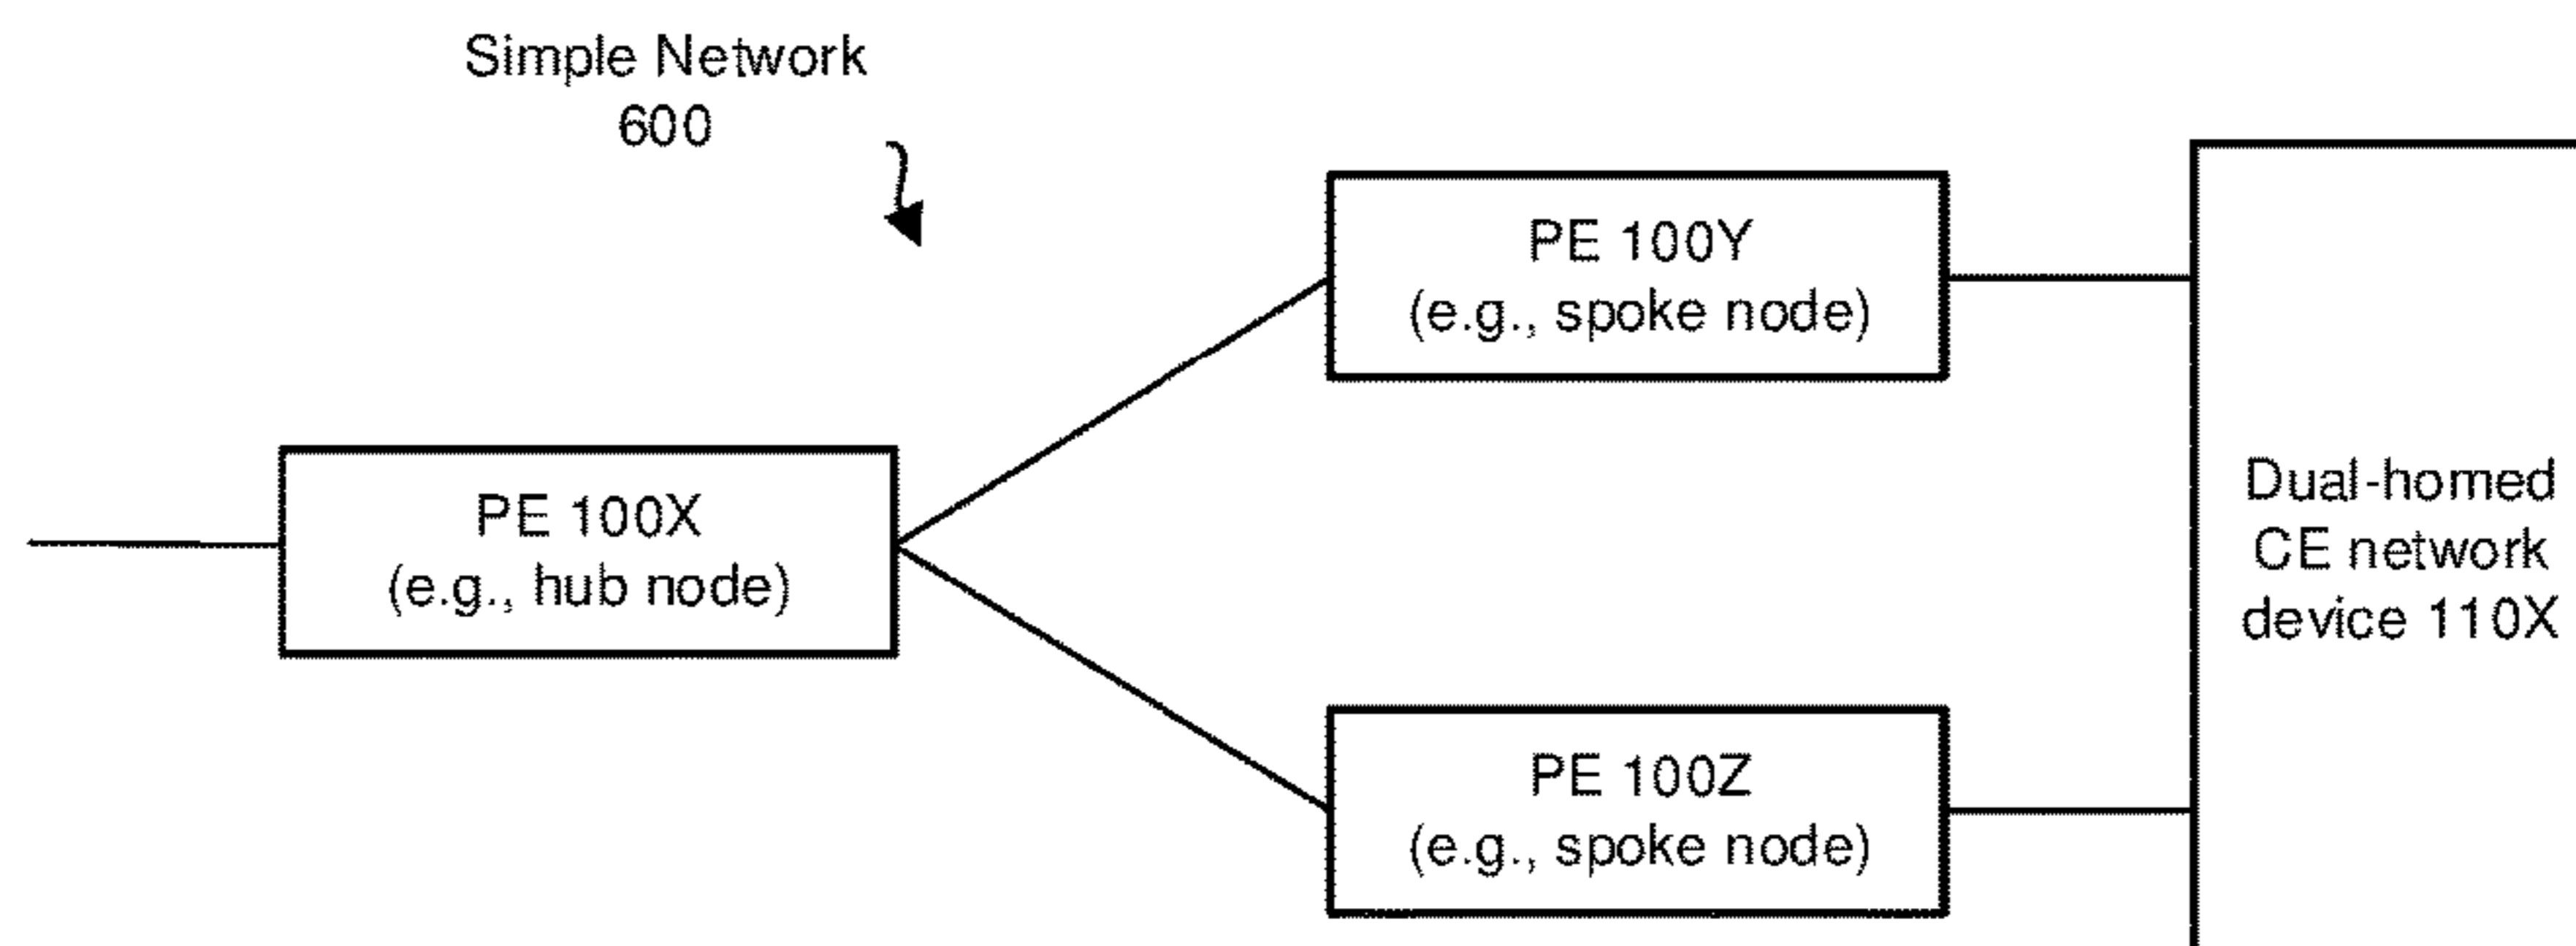 Simple Network
600
PE 100Y
(e.g., spoke node)
PE 100X
(e.g., hub node)
Dual-homed
CE network
device 110X
PE 100Z
(e.g., spoke node)